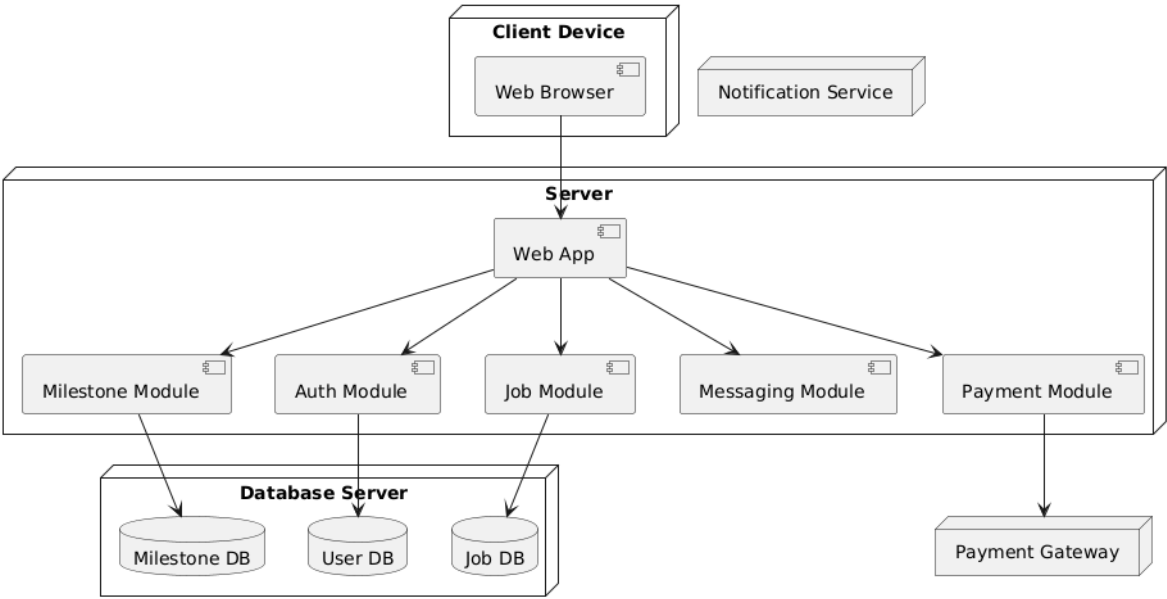 Client Device
Web Browser
Notification Service
Server
Web App
Milestone Module
Auth Module
Job Module
Messaging Module
Payment Module
Database Server
Milestone DB
User DB
Job DB
Payment Gateway